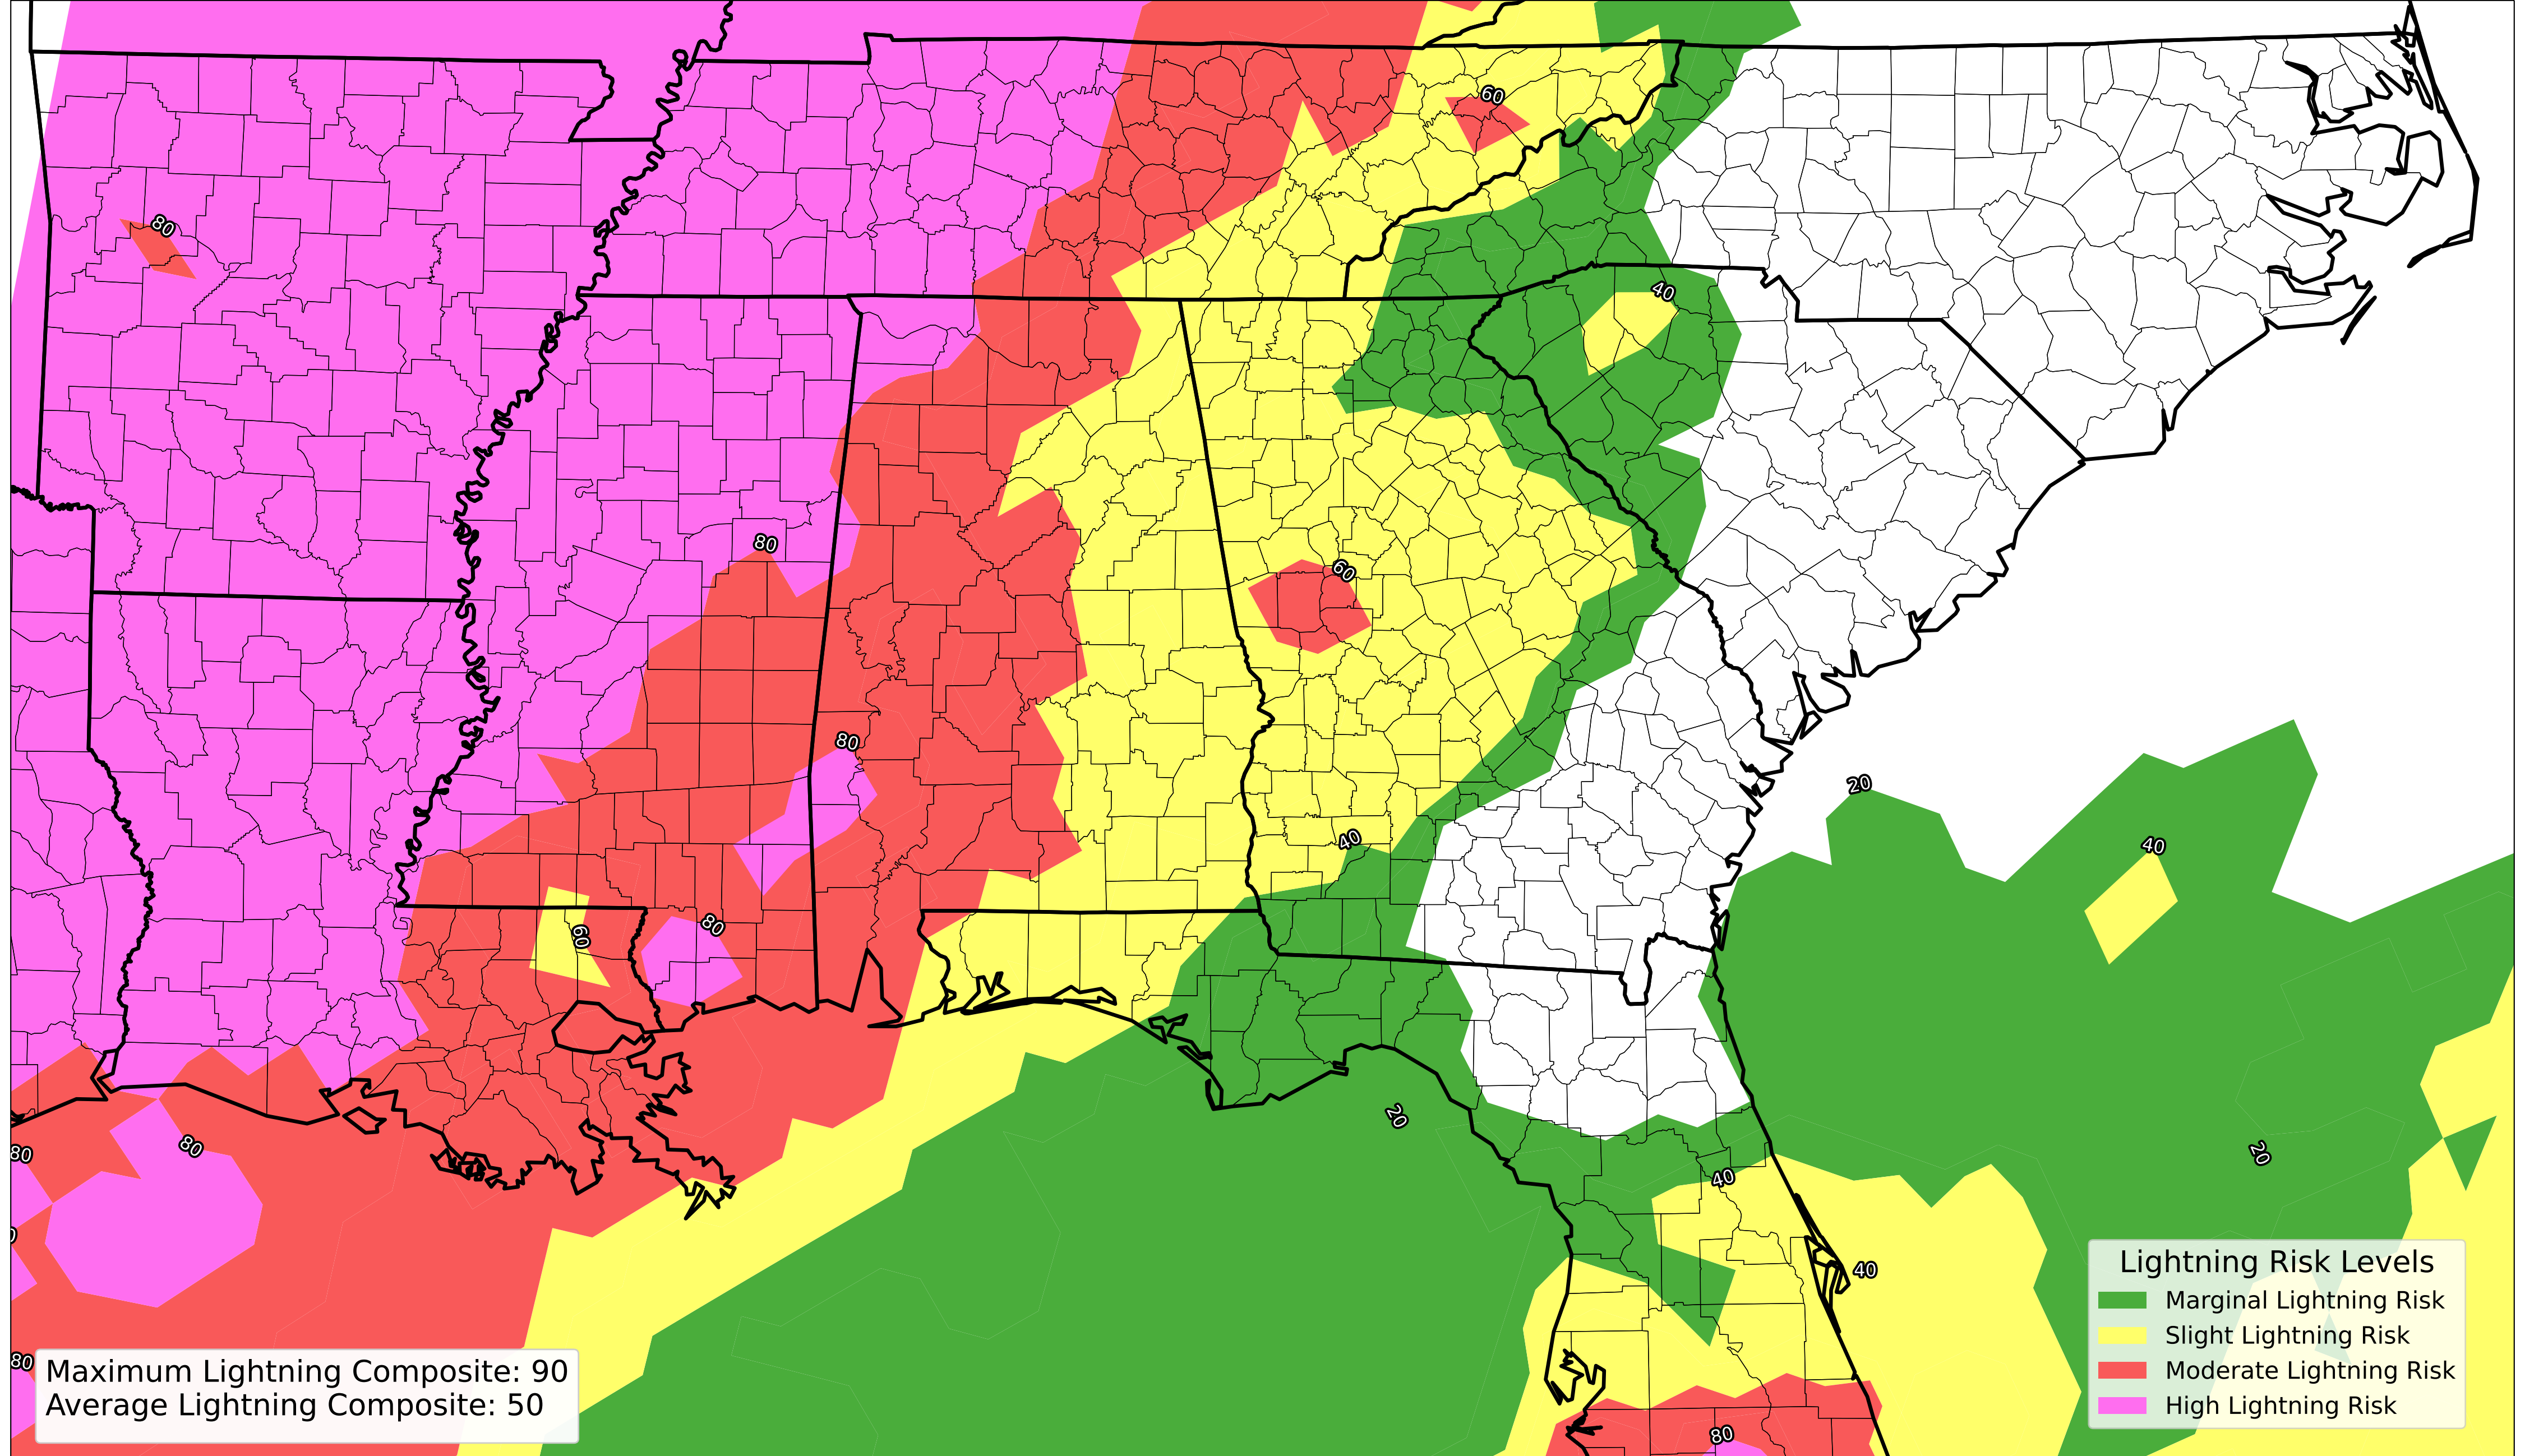 60
80
40
80
60
80
20
40
40
80
60
20
80
80
20
40
40
80
80
Lightning Risk Levels
Marginal Lightning Risk
Slight Lightning Risk
Moderate Lightning Risk
High Lightning Risk
Maximum Lightning Composite: 90
Average Lightning Composite: 50